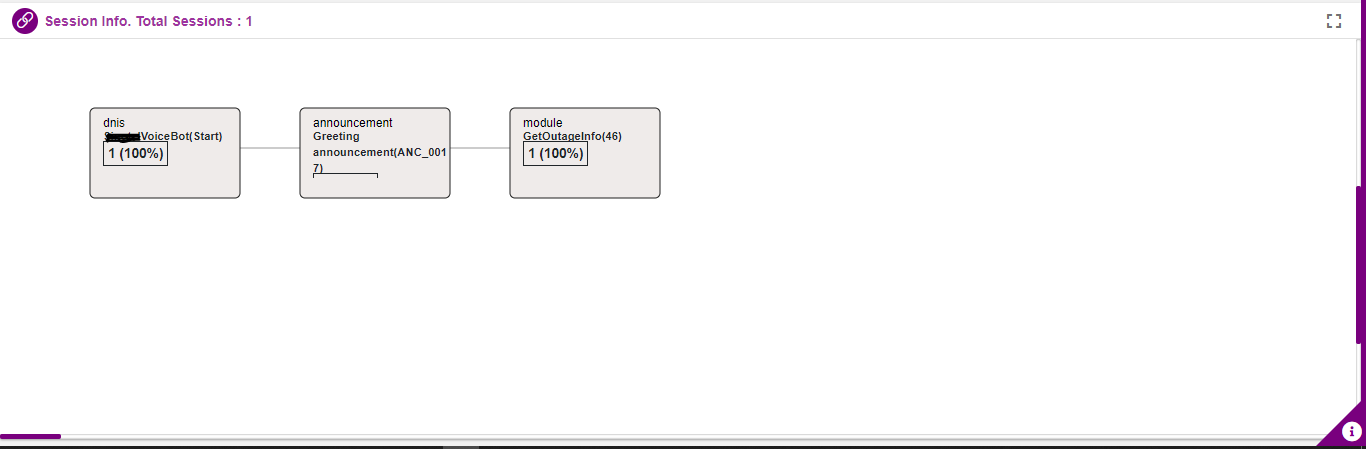 Session Info. Total Sessions : 1
dnis
VoiceBot(Start)
1 (100%)
announcement
Greeting
announcement(ANC_001
7)
module
GetOutageInfo(46)
1 (100%)